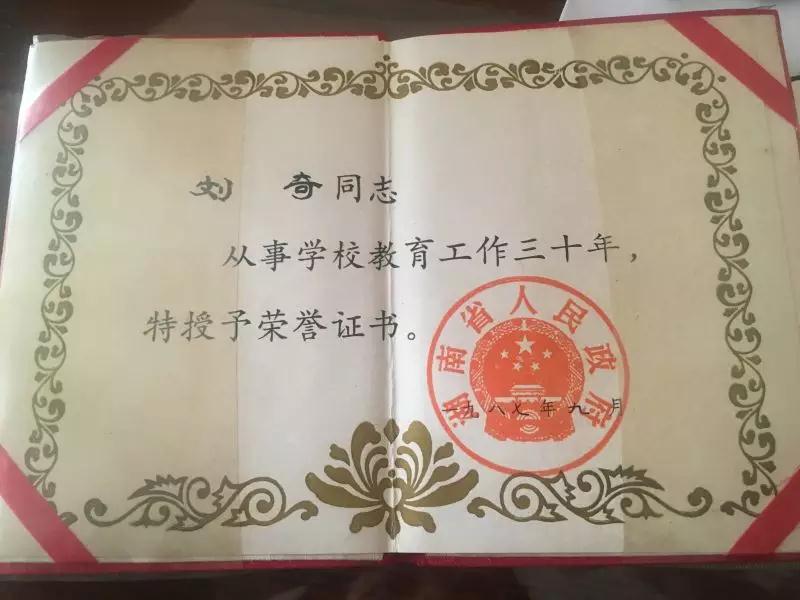 刘 奇同志
从事学校教育工作三十年，
特授予荣誉证书。
湖南省人民政府
一九八七年九月